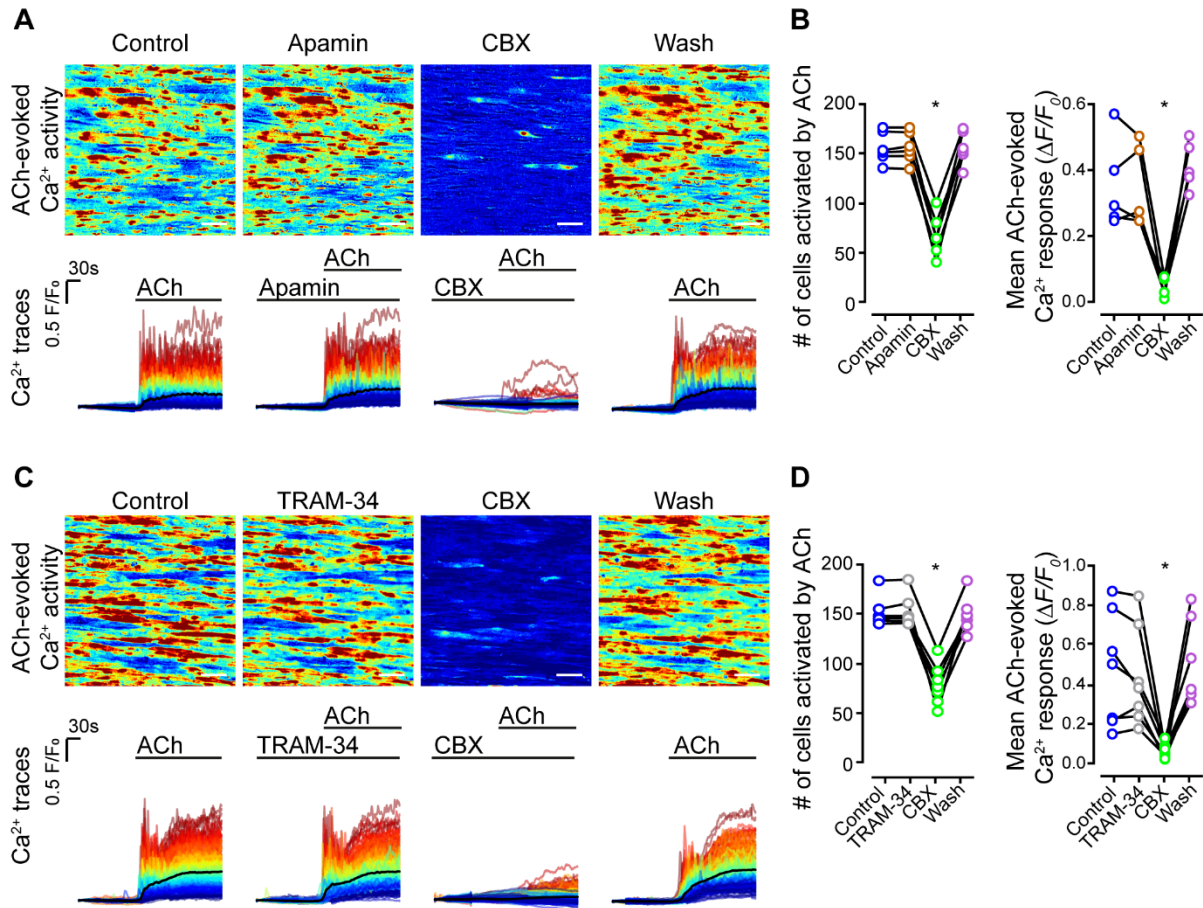 A
Control
Apamin
CBX
Wash
ACh-evoked
Ca²⁺ activity
30s
0.5 F/F₀
Ca²⁺ traces
ACh
ACh
Apamin
ACh
CBX
ACh
B
# of cells activated by ACh
200
150
100
50
0
*
Control
Apamin
CBX
Wash
Mean ACh-evoked
Ca²⁺ response (ΔF/F₀)
0.6
0.4
0.2
0.0
*
Control
Apamin
CBX
Wash
C
Control
TRAM-34
CBX
Wash
ACh-evoked
Ca²⁺ activity
30s
0.5 F/F₀
Ca²⁺ traces
ACh
ACh
TRAM-34
ACh
CBX
ACh
D
# of cells activated by ACh
200
150
100
50
0
*
Control
TRAM-34
CBX
Wash
Mean ACh-evoked
Ca²⁺ response (ΔF/F₀)
1.0
0.8
0.6
0.4
0.2
0.0
*
Control
TRAM-34
CBX
Wash